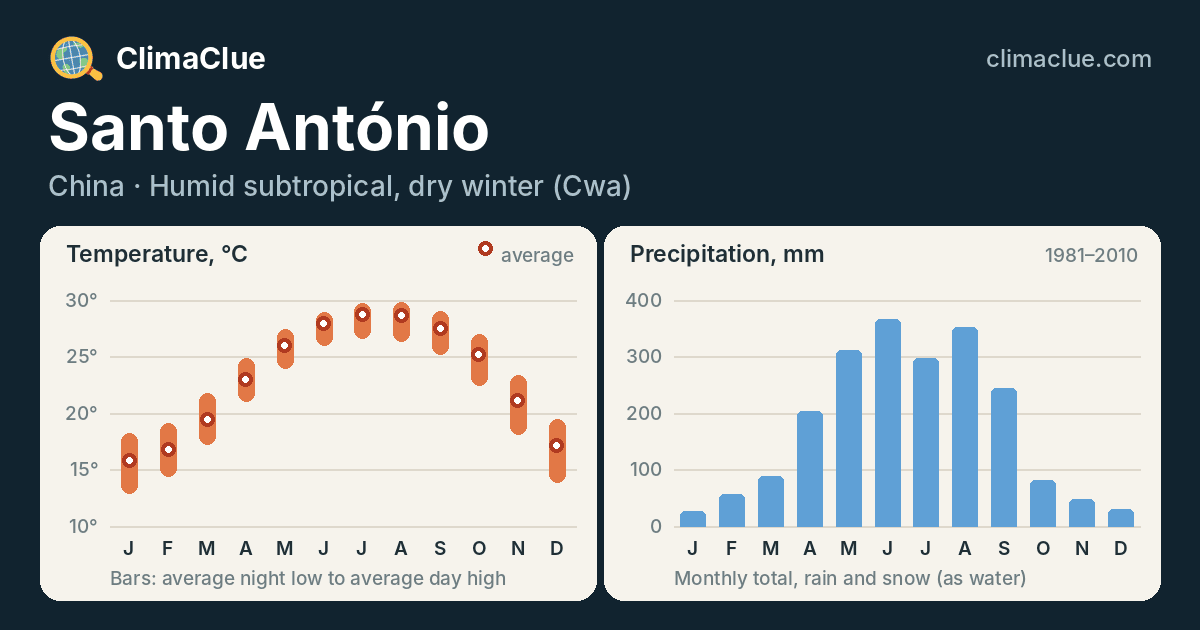 ClimaClue
climaclue.com
Santo António
China · Humid subtropical, dry winter (Cwa)
Temperature, °C
average
30°
25°
20°
15°
10°
J F M A M J J A S O N D
Bars: average night low to average day high
Precipitation, mm
1981–2010
400
300
200
100
0
J F M A M J J A S O N D
Monthly total, rain and snow (as water)